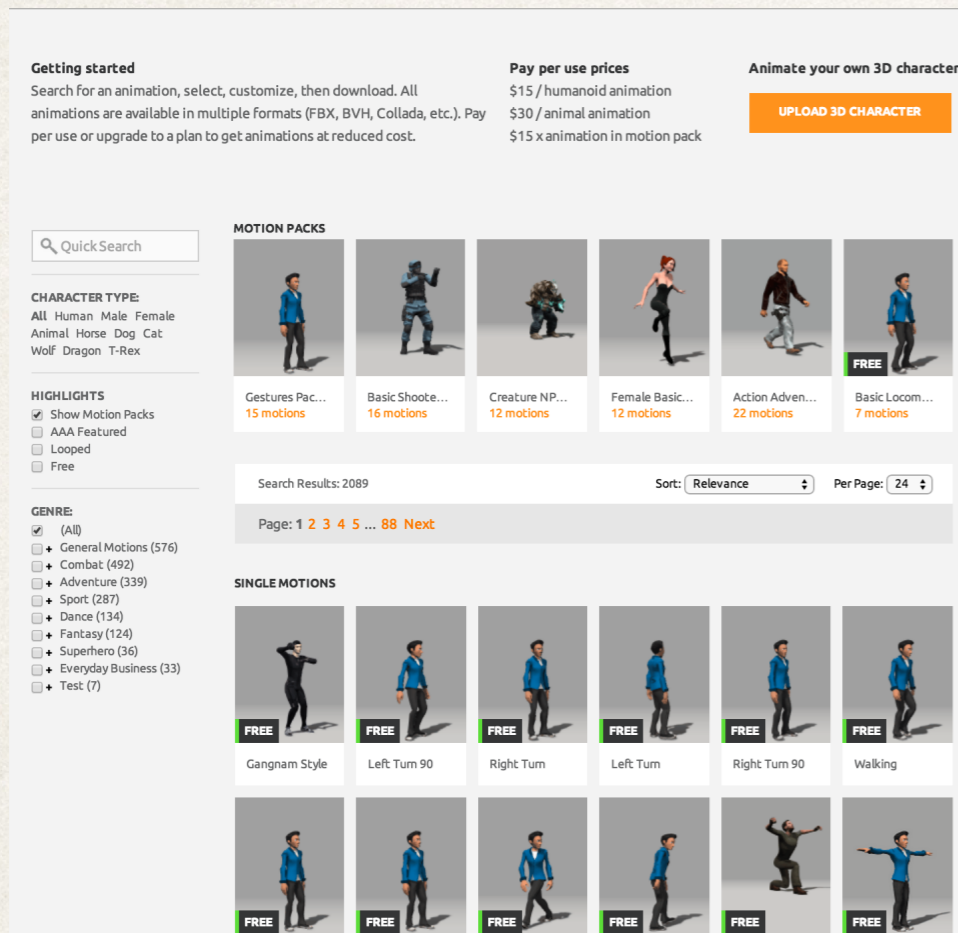 Getting started
Search for an animation, select, customize, then download. All
animations are available in multiple formats (FBX, BVH, Collada, etc.). Pay
per use or upgrade to a plan to get animations at reduced cost.
Pay per use prices
$15 / humanoid animation
$30 / animal animation
$15 x animation in motion pack
Animate your own 3D character
UPLOAD 3D CHARACTER
Quick Search
CHARACTER TYPE:
All Human Male Female
Animal Horse Dog Cat
Wolf Dragon T-Rex
HIGHLIGHTS
Show Motion Packs
AAA Featured
Looped
Free
GENRE:
(All)
+ General Motions (576)
+ Combat (492)
+ Adventure (339)
+ Sport (287)
+ Dance (134)
+ Fantasy (124)
+ Superhero (36)
+ Everyday Business (33)
+ Test (7)
MOTION PACKS
FREE
Gestures Pac... Basic Shoote... Creature NP... Female Basic... Action Adven... Basic Locom...
15 motions 16 motions 12 motions 12 motions 22 motions 7 motions
Search Results: 2089 Sort: Relevance Per Page: 24
Page: 1 2 3 4 5 ... 88 Next
SINGLE MOTIONS
FREE FREE FREE FREE FREE FREE
Gangnam Style Left Turn 90 Right Turn Left Turn Right Turn 90 Walking
FREE FREE FREE FREE FREE FREE